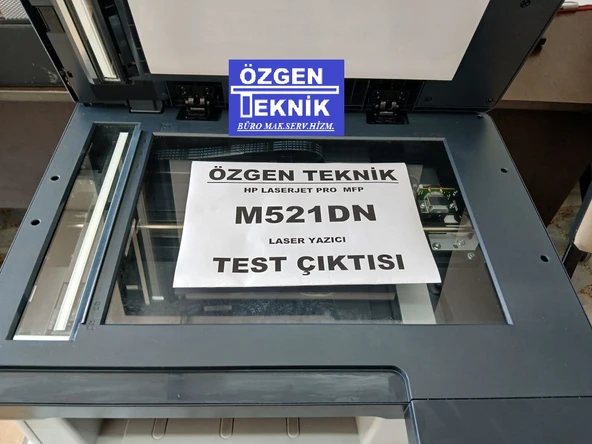 ÖZGEN
TEKNİK
BÜRO MAK.SERV.HİZM.
ÖZGEN TEKNİK
HP LASERJET PRO MFP
M521DN
LASER YAZICI
TEST ÇIKTISI